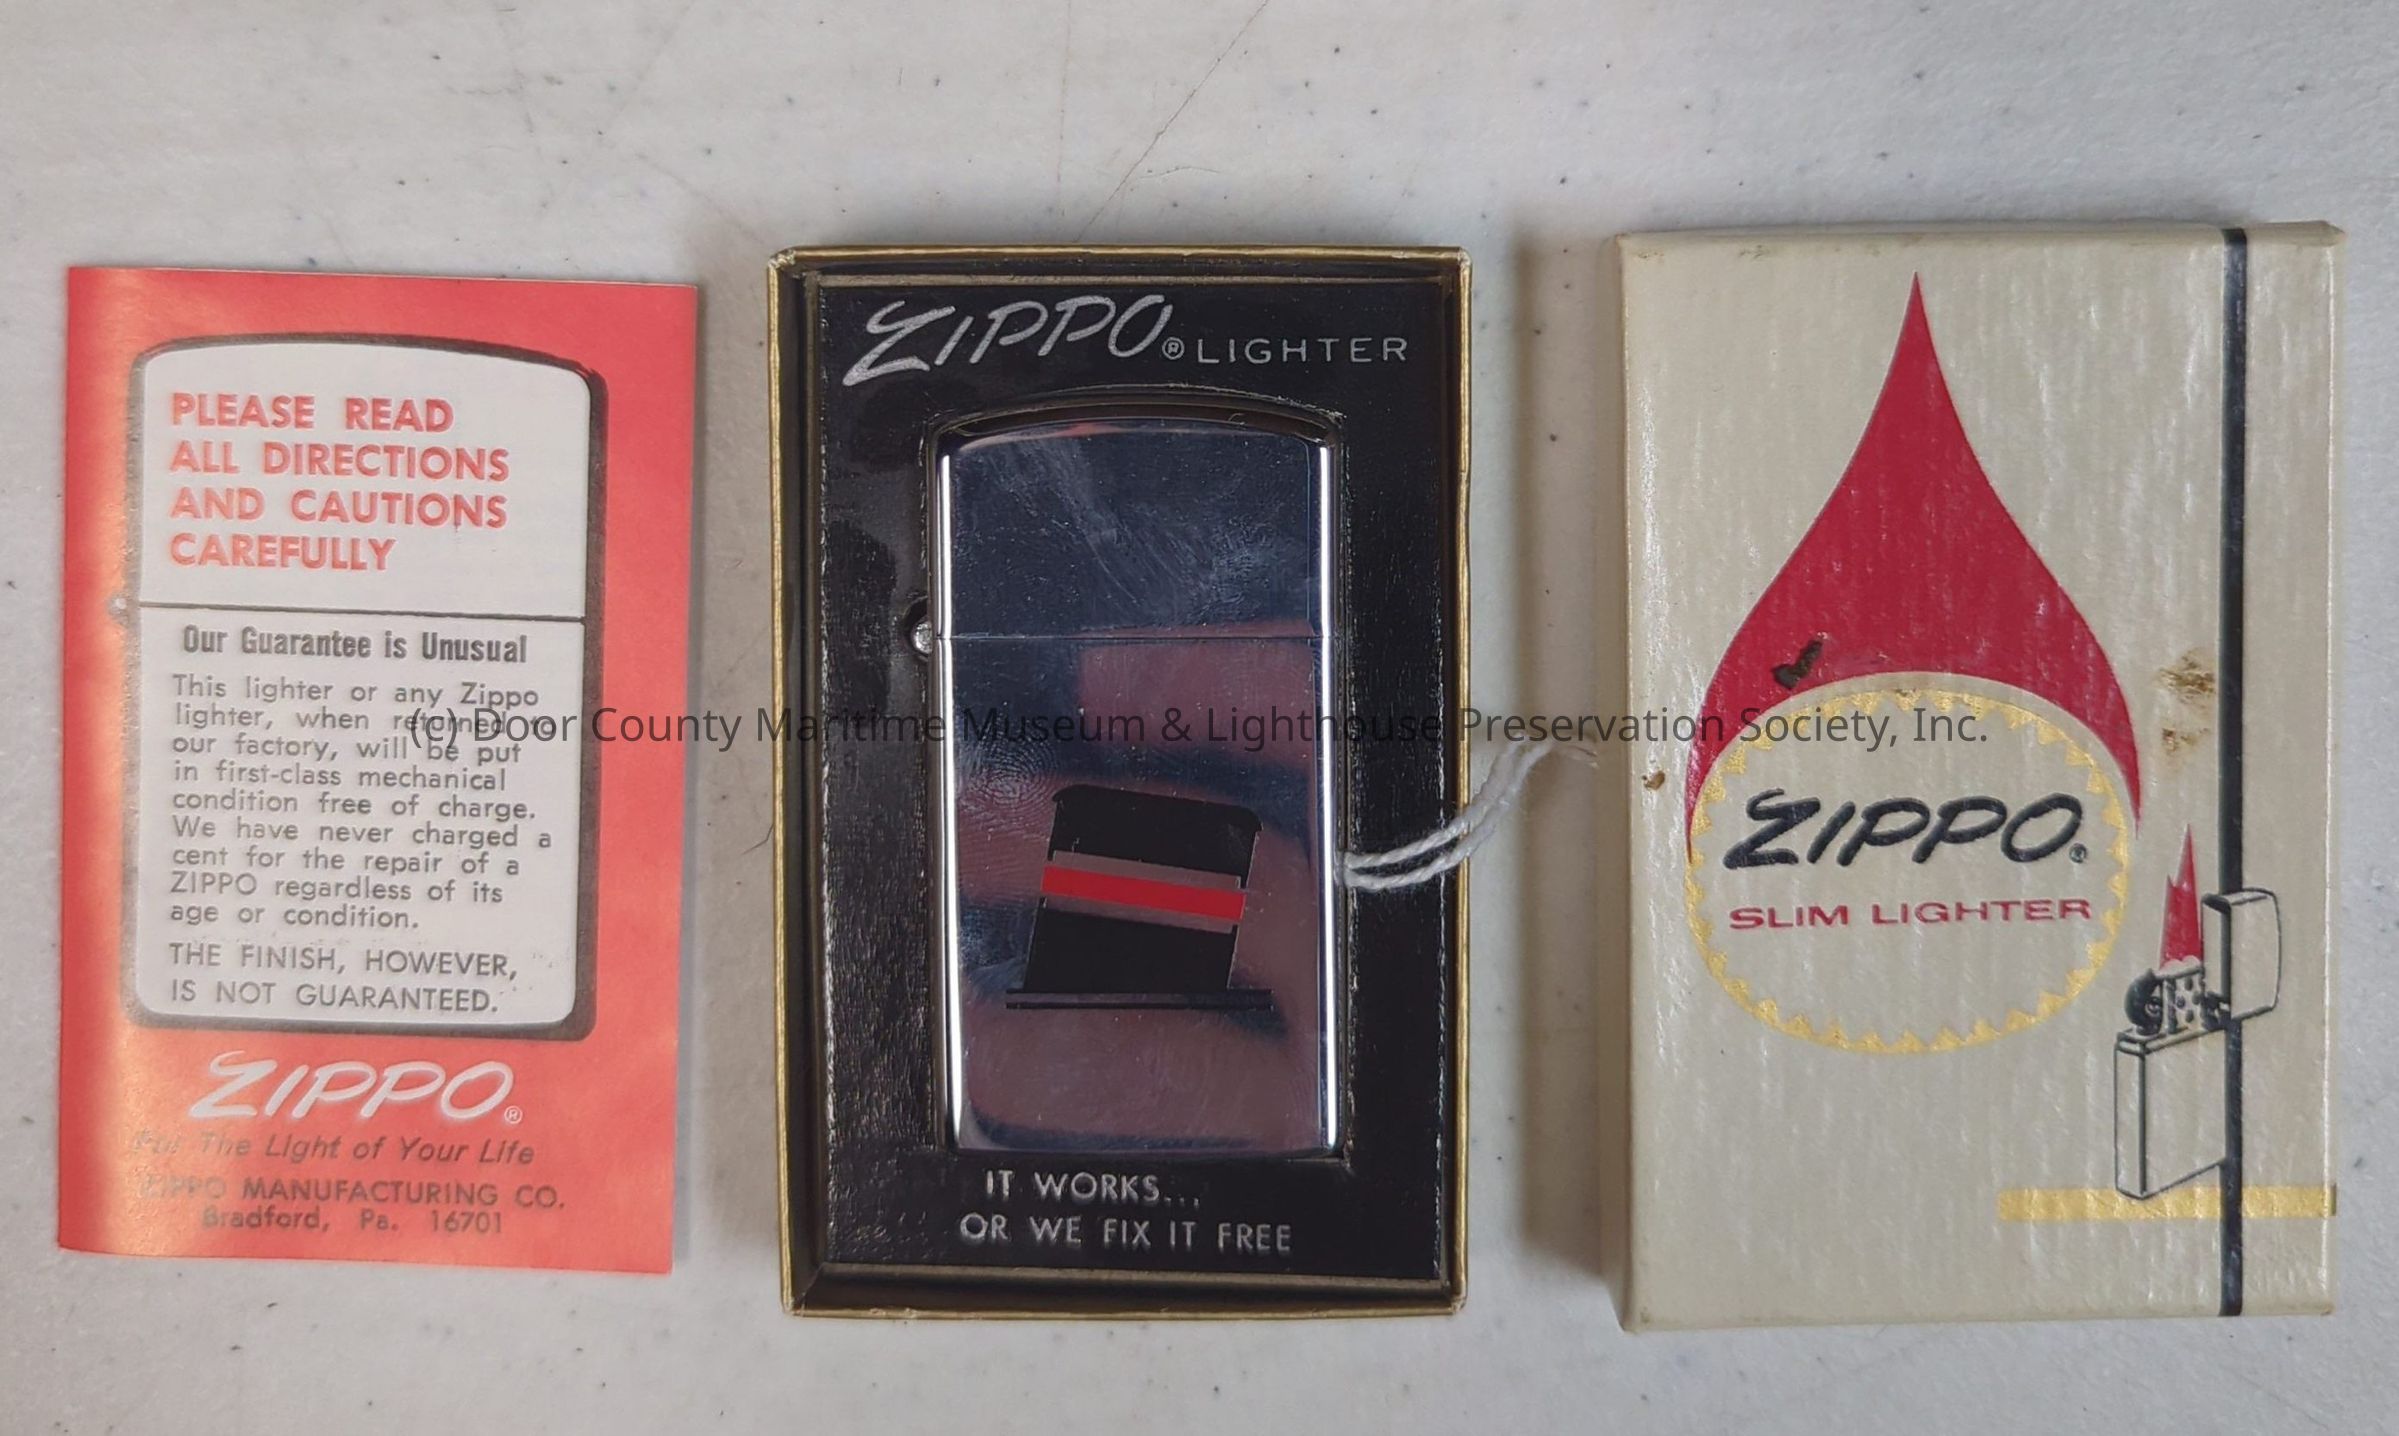 PLEASE READ
ALL DIRECTIONS
AND CAUTIONS
CAREFULLY
Our Guarantee is Unusual
This lighter or any Zippo
lighter, when returned to
our factory, will be put
in first-class mechanical
condition free of charge.
We have never charged a
cent for the repair of a
ZIPPO regardless of its
age or condition.
THE FINISH, HOWEVER,
IS NOT GUARANTEED.
ZIPPO®
For The Light of Your Life
ZIPPO MANUFACTURING CO.
Bradford, Pa. 16701
ZIPPO® LIGHTER
IT WORKS...
OR WE FIX IT FREE
ZIPPO®
SLIM LIGHTER
(c) Door County Maritime Museum & Lighthouse Preservation Society, Inc.